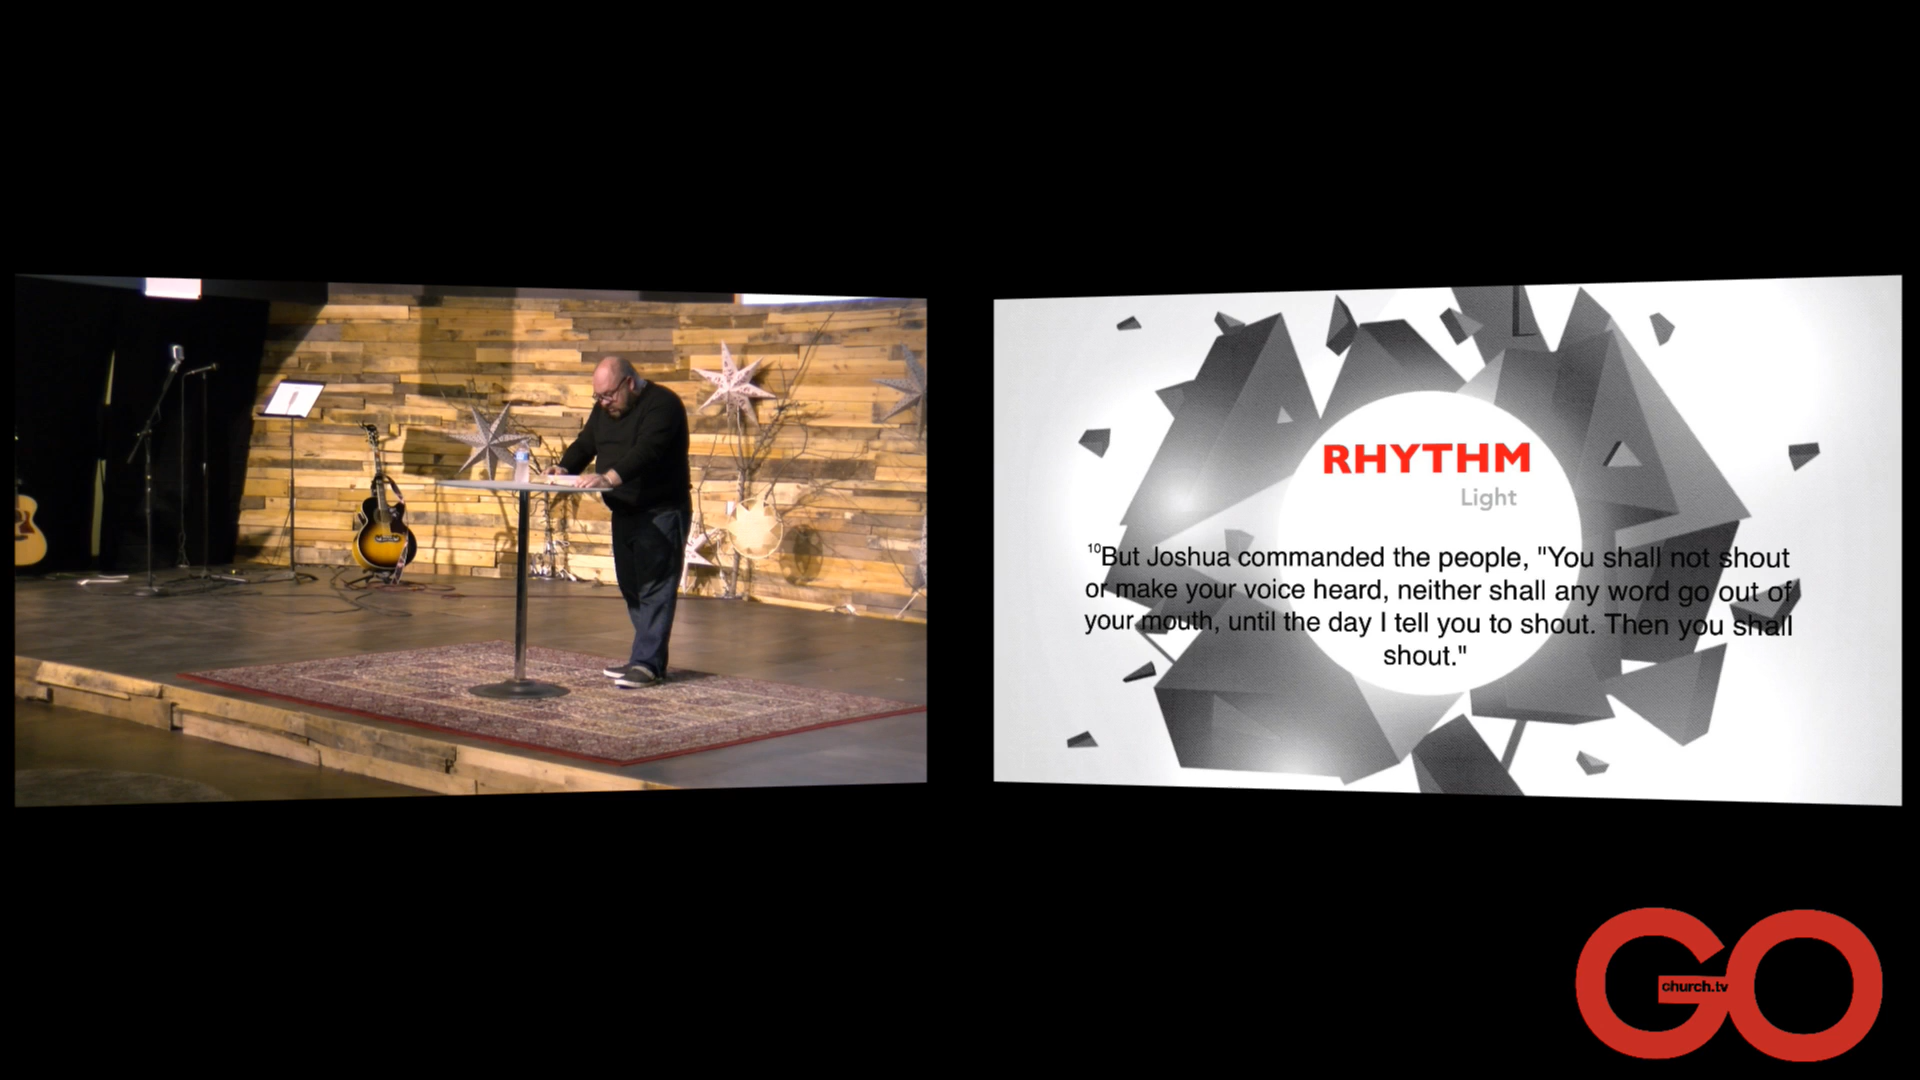 RHYTHM
Light
10But Joshua commanded the people, "You shall not shout
or make your voice heard, neither shall any word go out of
your mouth, until the day I tell you to shout. Then you shall
shout."
GO
church.tv